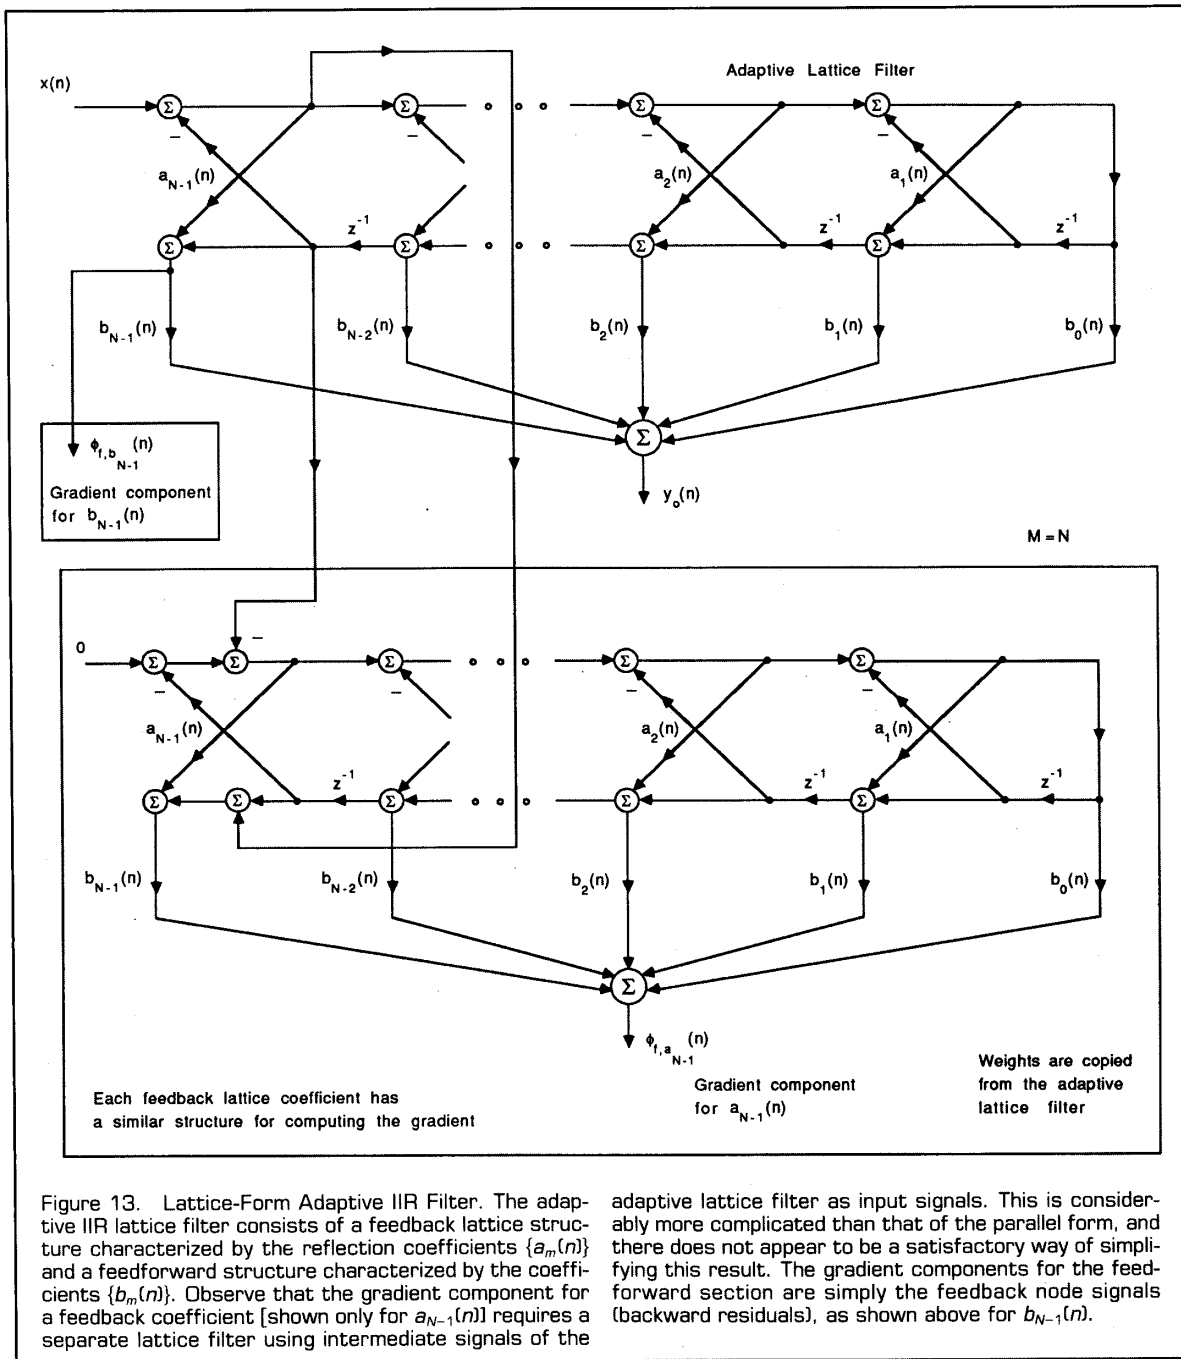 x(n)
Adaptive Lattice Filter
Σ Σ Σ Σ
− − − −
a_{N-1}(n) a_2(n) a_1(n)
z^{-1} z^{-1} z^{-1}
Σ Σ Σ Σ
b_{N-1}(n) b_{N-2}(n) b_2(n) b_1(n) b_0(n)
Σ
ϕ_{f,b_{N-1}}(n)
Gradient component
for b_{N-1}(n)
y_o(n)
M = N
0
−
Σ Σ Σ Σ Σ
− − − −
a_{N-1}(n) a_2(n) a_1(n)
z^{-1} z^{-1} z^{-1}
Σ Σ Σ Σ Σ
b_{N-1}(n) b_{N-2}(n) b_2(n) b_1(n) b_0(n)
Σ
ϕ_{f,a_{N-1}}(n)
Each feedback lattice coefficient has
a similar structure for computing the gradient
Gradient component
for a_{N-1}(n)
Weights are copied
from the adaptive
lattice filter
Figure 13. Lattice-Form Adaptive IIR Filter. The adap-
tive IIR lattice filter consists of a feedback lattice struc-
ture characterized by the reflection coefficients {a_m(n)}
and a feedforward structure characterized by the coeffi-
cients {b_m(n)}. Observe that the gradient component for
a feedback coefficient [shown only for a_{N-1}(n)] requires a
separate lattice filter using intermediate signals of the
adaptive lattice filter as input signals. This is consider-
ably more complicated than that of the parallel form, and
there does not appear to be a satisfactory way of simpli-
fying this result. The gradient components for the feed-
forward section are simply the feedback node signals
(backward residuals), as shown above for b_{N-1}(n).